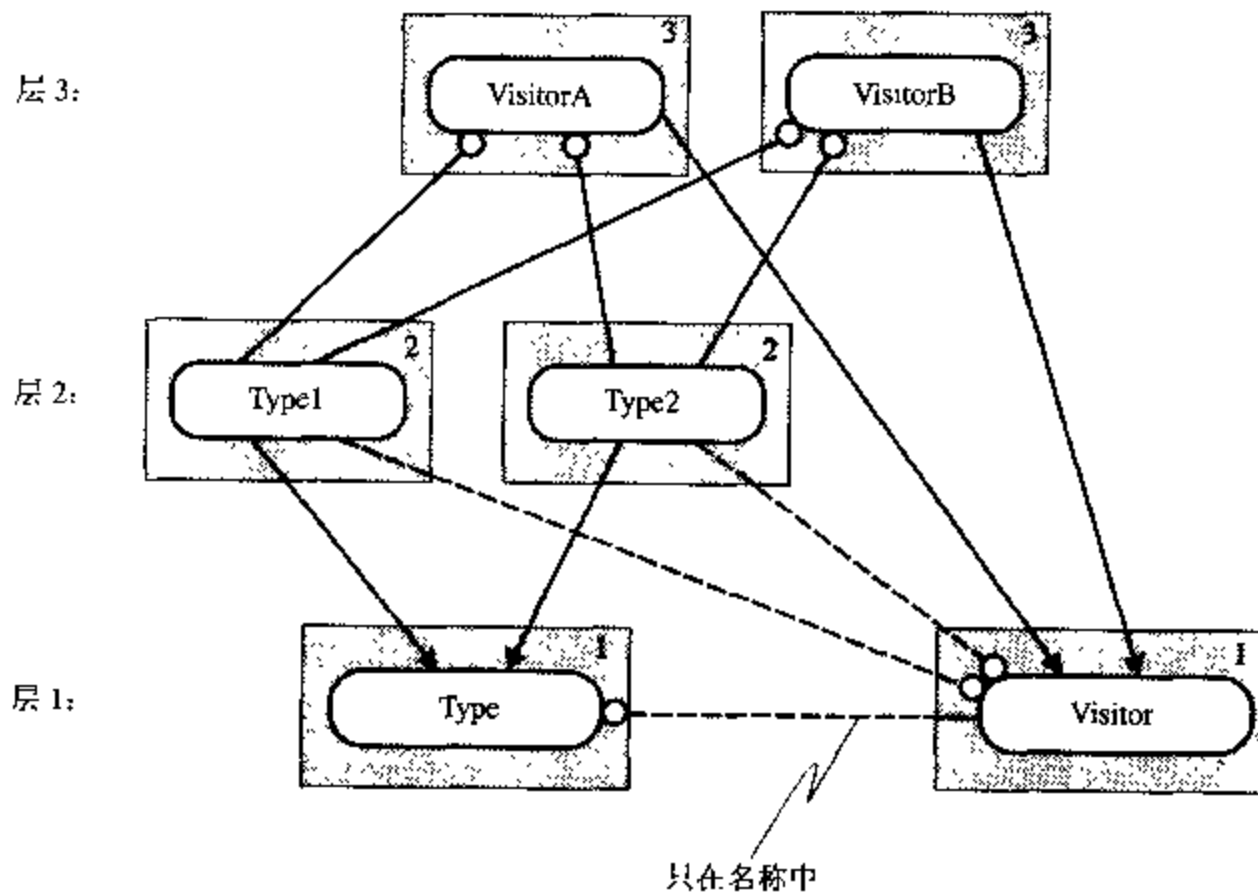 层 3：
3
VisitorA
3
VisitorB
层 2：
2
Type1
2
Type2
层 1：
1
Type
1
Visitor
只在名称中